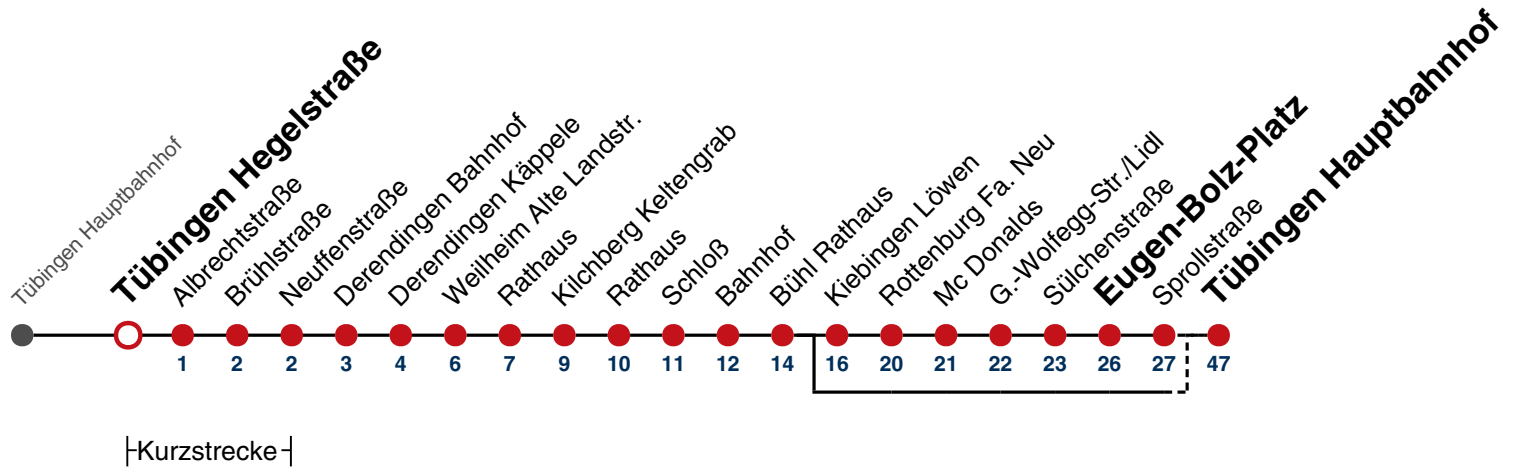 Tübingen Hauptbahnhof
Tübingen Hegelstraße
Albrechtstraße
Brühlstraße
Neuffenstraße
Derendingen Bahnhof
Derendingen Käppele
Weilheim Alte Landstr.
Rathaus
Kilchberg Keltengrab
Rathaus
Schloß
Bahnhof
Bühl Rathaus
Kiebingen Löwen
Rottenburg Fa. Neu
Mc Donalds
G.-Wolfegg-Str./Lidl
Sülchenstraße
Eugen-Bolz-Platz
Sprollstraße
Tübingen Hauptbahnhof
1 2 2 3 4 6 7 9 10 11 12 14 16 20 21 22 23 26 27 47
Kurzstrecke